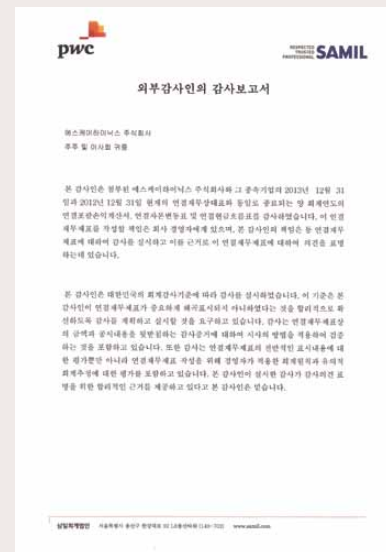 pwc
RESPECTED
TRUSTED
PROFESSIONAL SAMIL
외부감사인의 감사보고서
에스케이하이닉스 주식회사
주주 및 이사회 귀중
본 감사인은 첨부된 에스케이하이닉스 주식회사와 그 종속기업의 2013년 12월 31
일과 2012년 12월 31일 현재의 연결재무상태표와 동일로 종료되는 양 회계연도의
연결포괄손익계산서, 연결자본변동표 및 연결현금흐름표를 감사하였습니다. 이 연결
재무제표를 작성할 책임은 회사 경영자에게 있으며, 본 감사인의 책임은 동 연결재무
제표에 대하여 감사를 실시하고 이를 근거로 이 연결재무제표에 대하여 의견을 표명
하는데 있습니다.
본 감사인은 대한민국의 회계감사기준에 따라 감사를 실시하였습니다. 이 기준은 본
감사인이 연결재무제표가 중요하게 왜곡표시되지 아니하였다는 것을 합리적으로 확
신하도록 감사를 계획하고 실시할 것을 요구하고 있습니다. 감사는 연결재무제표상
의 금액과 공시내용을 뒷받침하는 감사증거에 대하여 시사의 방법을 적용하여 검증
하는 것을 포함하고 있습니다. 또한 감사는 연결재무제표의 전반적인 표시내용에 대
한 평가뿐만 아니라 연결재무제표 작성을 위해 경영자가 적용한 회계원칙과 유의적
회계추정에 대한 평가를 포함하고 있습니다. 본 감사인이 실시한 감사가 감사의견 표
명을 위한 합리적인 근거를 제공하고 있다고 본 감사인은 믿습니다.
삼일회계법인 서울특별시 용산구 한강대로 92 LS용산타워 (140-702) www.samil.com